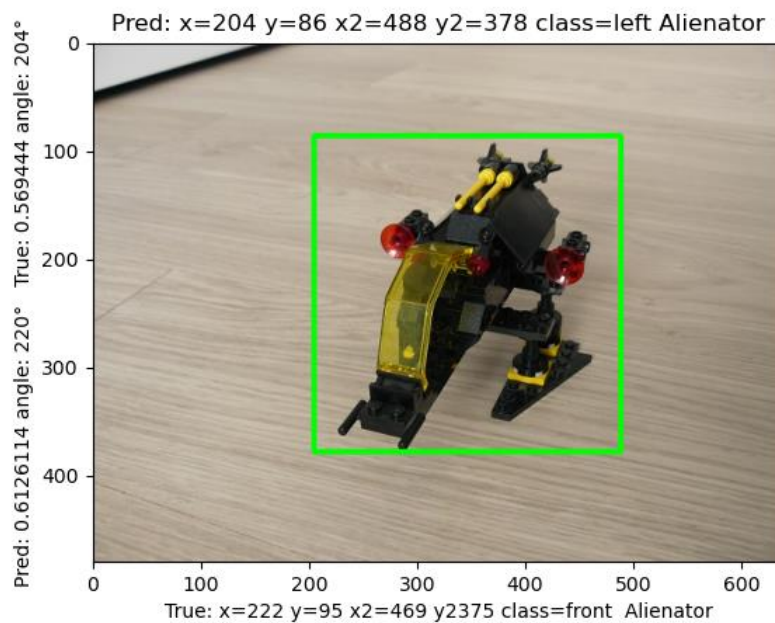 Pred: x=204 y=86 x2=488 y2=378 class=left Alienator
Pred: 0.6126114 angle: 220° True: 0.569444 angle: 204°
0
100
200
300
400
0 100 200 300 400 500 600
True: x=222 y=95 x2=469 y2375 class=front  Alienator